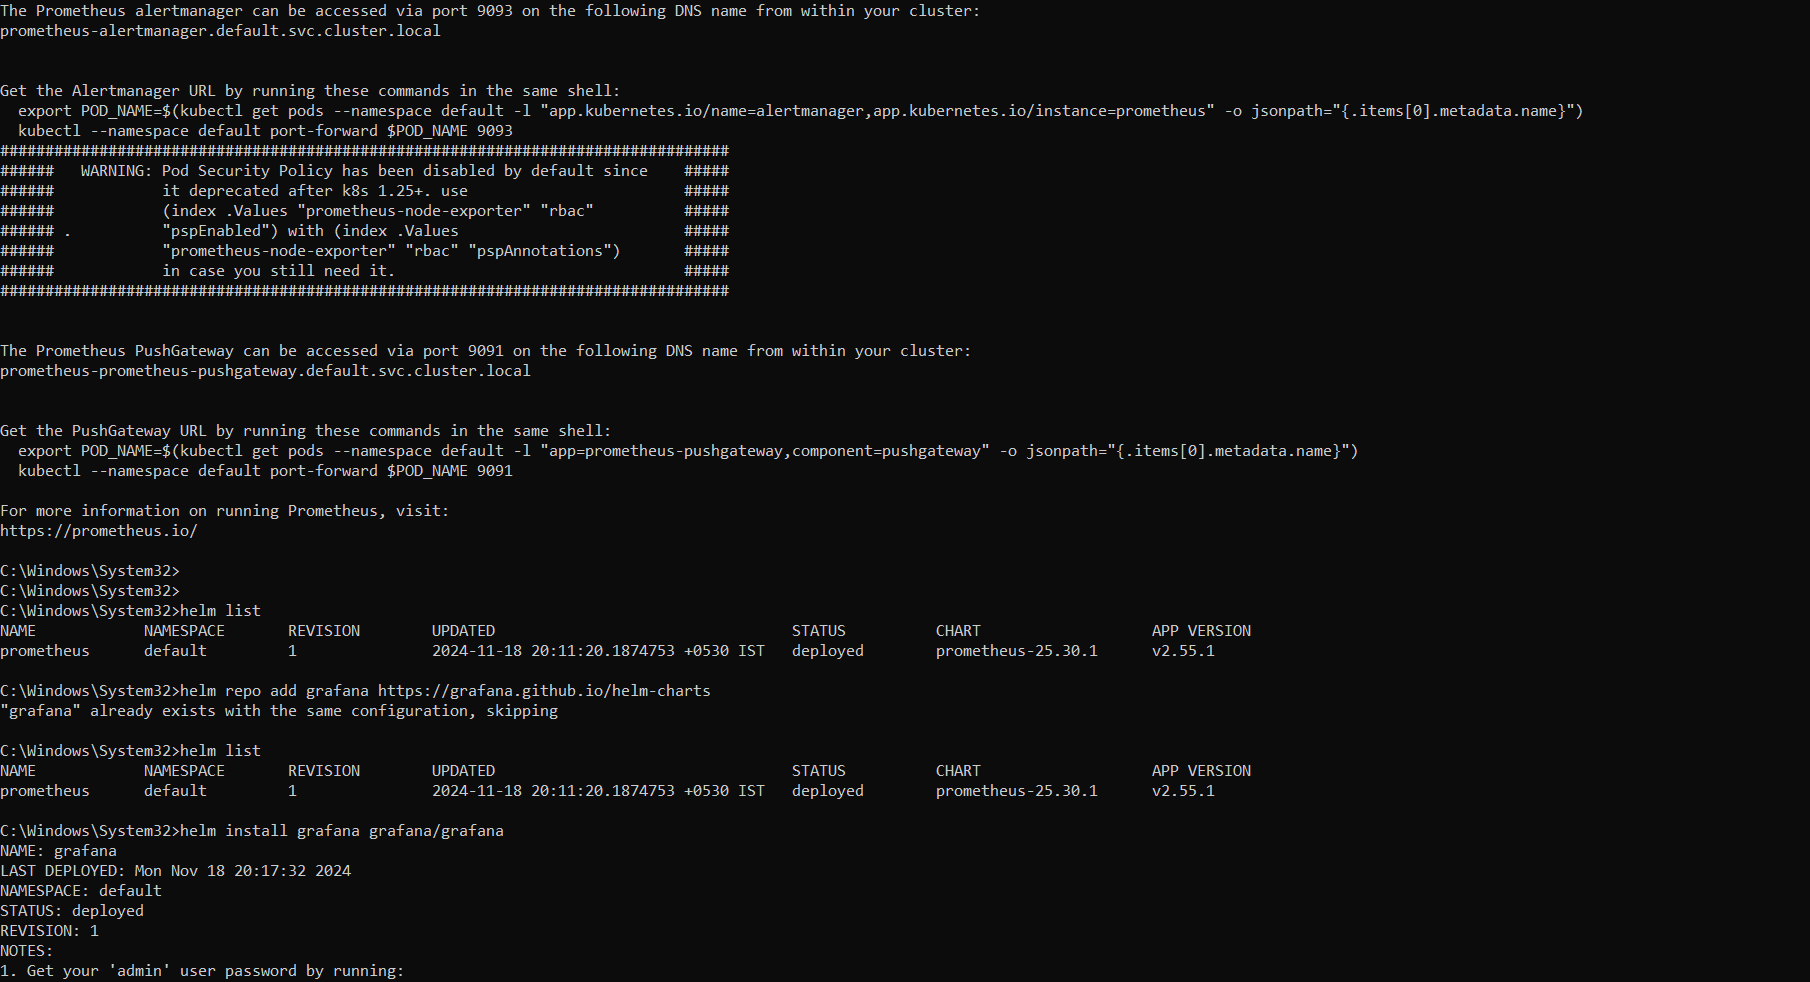 The Prometheus alertmanager can be accessed via port 9093 on the following DNS name from within your cluster:
prometheus-alertmanager.default.svc.cluster.local
Get the Alertmanager URL by running these commands in the same shell:
  export POD_NAME=$(kubectl get pods --namespace default -l "app.kubernetes.io/name=alertmanager,app.kubernetes.io/instance=prometheus" -o jsonpath="{.items[0].metadata.name}")
  kubectl --namespace default port-forward $POD_NAME 9093
#################################################################################
######   WARNING: Pod Security Policy has been disabled by default since    #####
######            it deprecated after k8s 1.25+. use                        #####
######            (index .Values "prometheus-node-exporter" "rbac"          #####
###### .          "pspEnabled") with (index .Values                         #####
######            "prometheus-node-exporter" "rbac" "pspAnnotations")       #####
######            in case you still need it.                                #####
#################################################################################
The Prometheus PushGateway can be accessed via port 9091 on the following DNS name from within your cluster:
prometheus-prometheus-pushgateway.default.svc.cluster.local
Get the PushGateway URL by running these commands in the same shell:
  export POD_NAME=$(kubectl get pods --namespace default -l "app=prometheus-pushgateway,component=pushgateway" -o jsonpath="{.items[0].metadata.name}")
  kubectl --namespace default port-forward $POD_NAME 9091
For more information on running Prometheus, visit:
https://prometheus.io/
C:\Windows\System32>
C:\Windows\System32>
C:\Windows\System32>helm list
NAME            NAMESPACE       REVISION        UPDATED                                 STATUS          CHART                   APP VERSION
prometheus      default         1               2024-11-18 20:11:20.1874753 +0530 IST   deployed        prometheus-25.30.1      v2.55.1
C:\Windows\System32>helm repo add grafana https://grafana.github.io/helm-charts
"grafana" already exists with the same configuration, skipping
C:\Windows\System32>helm list
NAME            NAMESPACE       REVISION        UPDATED                                 STATUS          CHART                   APP VERSION
prometheus      default         1               2024-11-18 20:11:20.1874753 +0530 IST   deployed        prometheus-25.30.1      v2.55.1
C:\Windows\System32>helm install grafana grafana/grafana
NAME: grafana
LAST DEPLOYED: Mon Nov 18 20:17:32 2024
NAMESPACE: default
STATUS: deployed
REVISION: 1
NOTES:
1. Get your 'admin' user password by running: